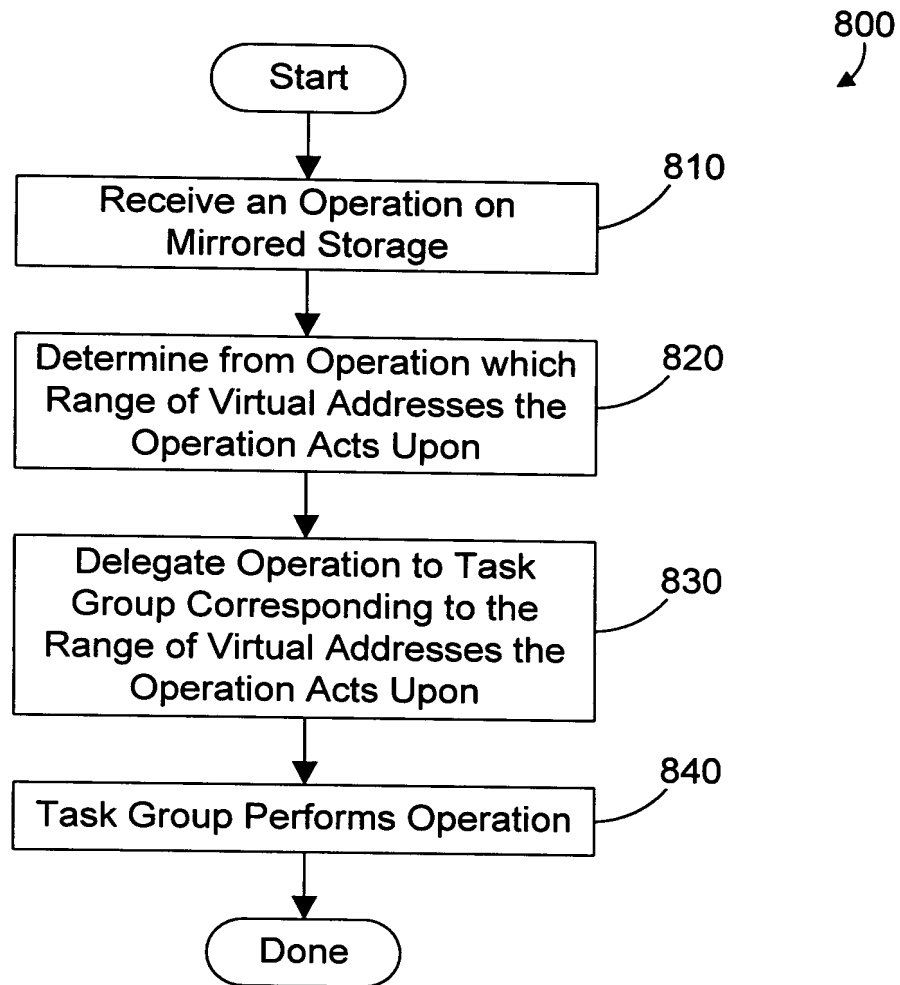 800
Start
810
Receive an Operation on
Mirrored Storage
820
Determine from Operation which
Range of Virtual Addresses the
Operation Acts Upon
830
Delegate Operation to Task
Group Corresponding to the
Range of Virtual Addresses the
Operation Acts Upon
840
Task Group Performs Operation
Done